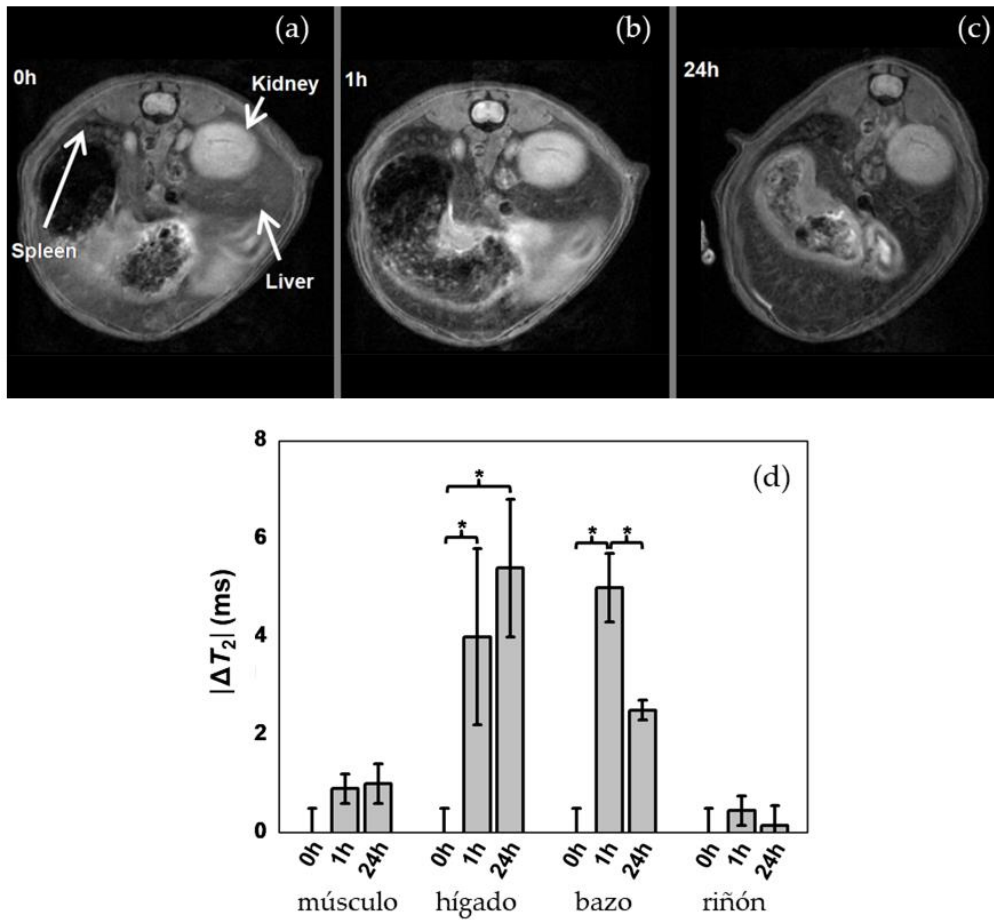 (a)
(b)
(c)
0h
1h
24h
Kidney
Spleen
Liver
(d)
|ΔT₂| (ms)
8
6
4
2
0
* * * *
0h 1h 24h 0h 1h 24h 0h 1h 24h 0h 1h 24h
músculo hígado bazo riñón